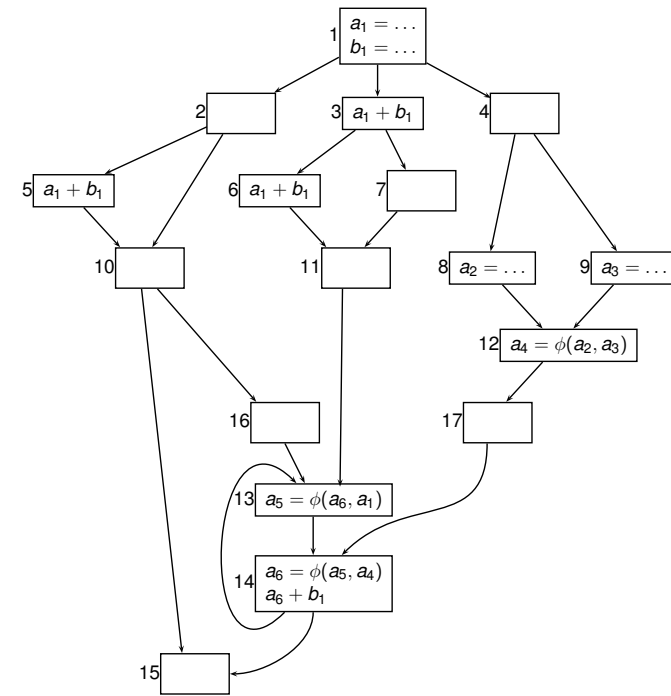 1
a₁ = …
b₁ = …
2
3 a₁ + b₁
4
5 a₁ + b₁
6 a₁ + b₁
7
10
11
8 a₂ = …
9 a₃ = …
12 a₄ = ϕ(a₂, a₃)
16
17
13 a₅ = ϕ(a₆, a₁)
14
a₆ = ϕ(a₅, a₄)
a₆ + b₁
15